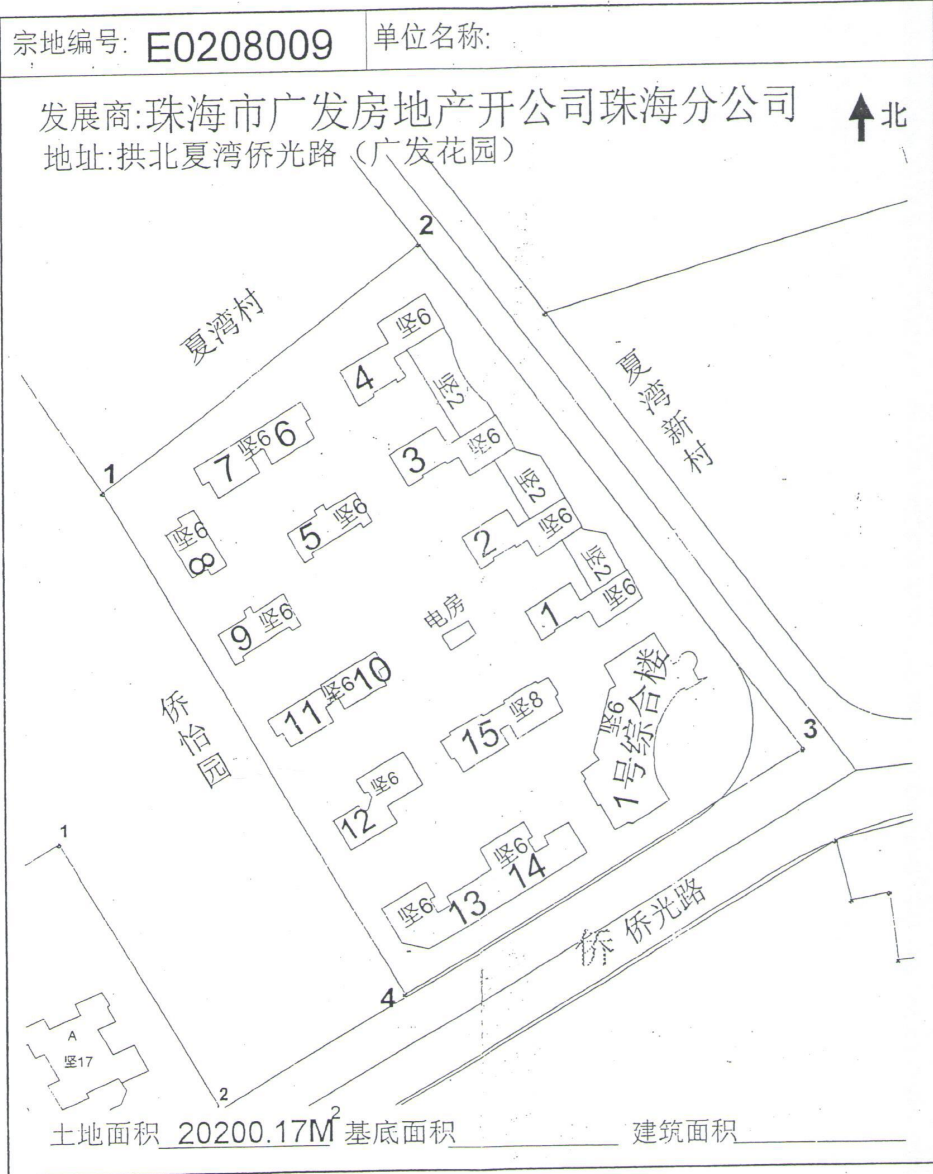 宗地编号: E0208009 单位名称:
发展商:珠海市广发房地产开公司珠海分公司 北
地址:拱北夏湾侨光路（广发花园）
2
夏湾村
坚6
4
坚2
夏湾新村
7 坚6 6
3 坚6
1
坚2
坚6
8
5 坚6
2 坚6
坚2
9 坚6
电房
1 坚6
11 坚6 10
侨怡园
15 坚8
坚6
1号综合楼
3
坚6
12
1
坚6
14
坚6 13
侨 侨光路
4
A
坚17
2
土地面积 20200.17M2 基底面积 建筑面积